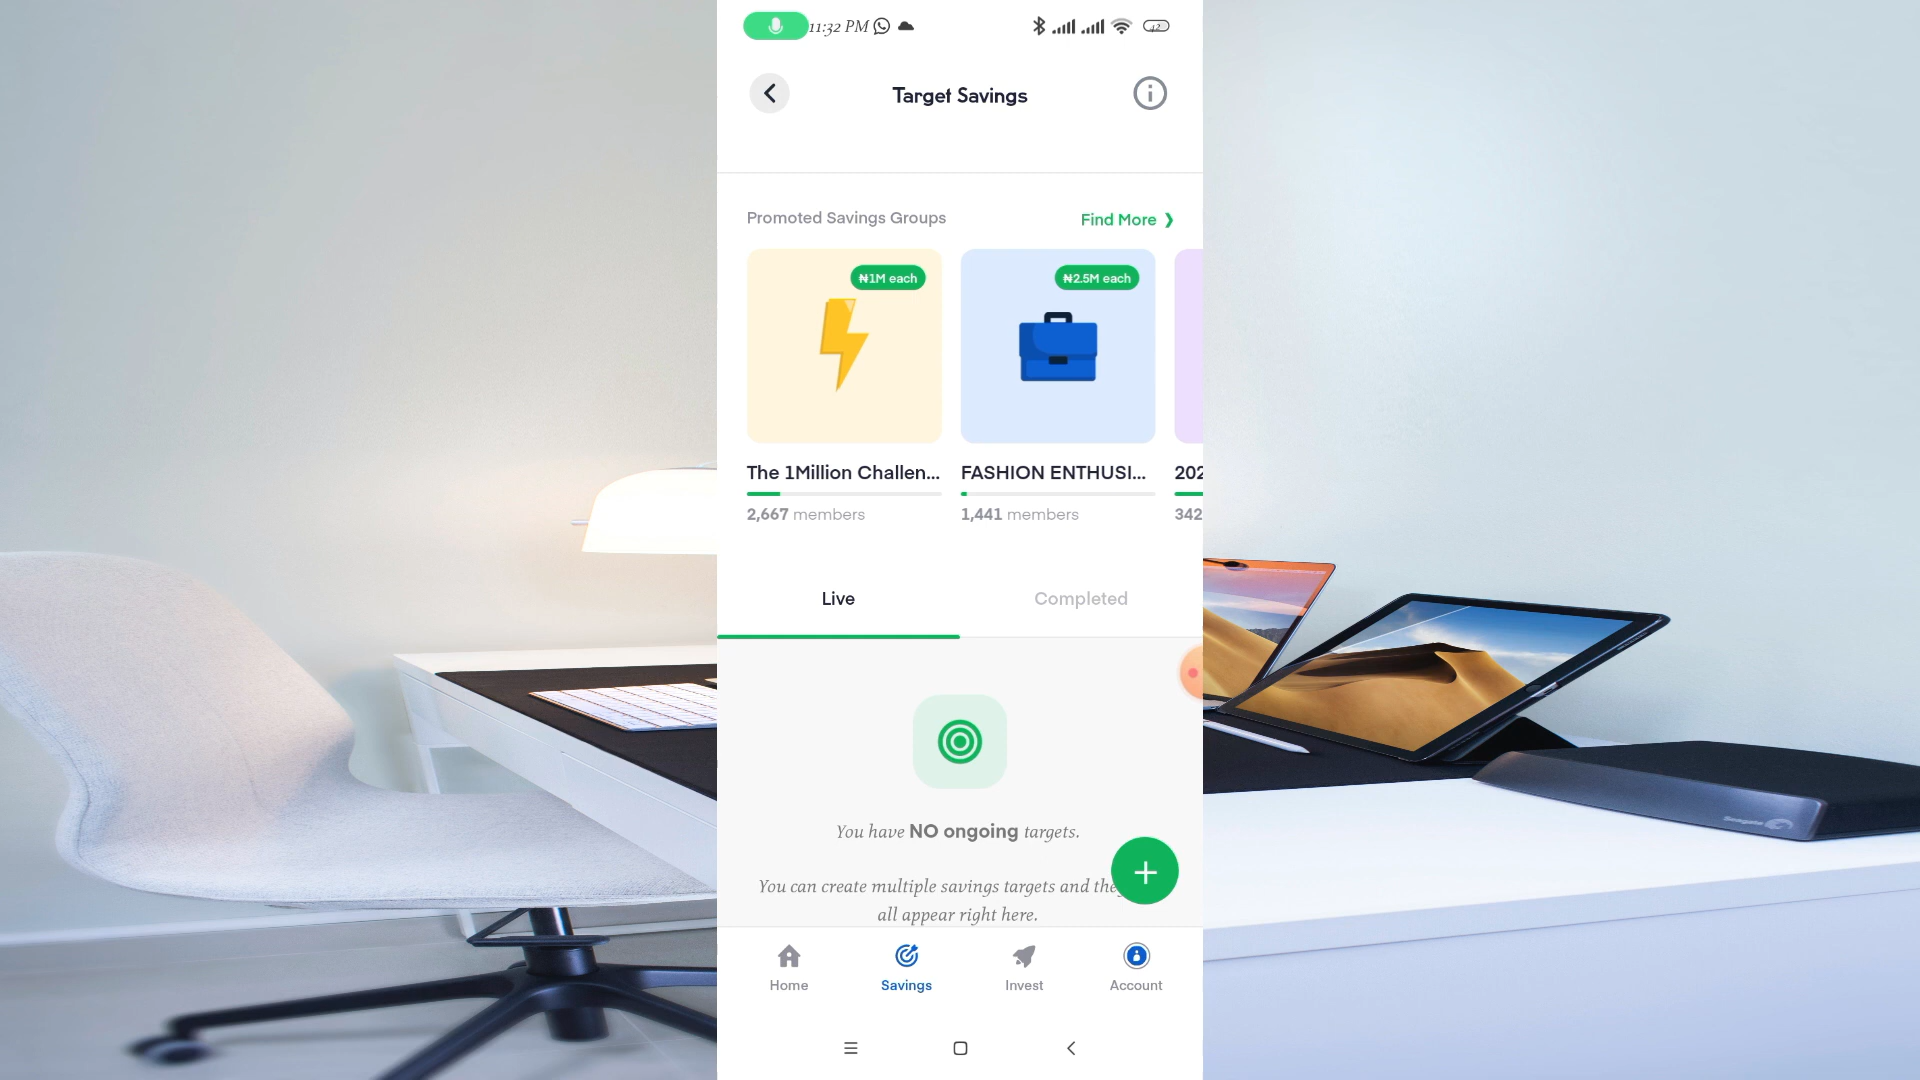 11:32 PM
42
Target Savings
Promoted Savings Groups
Find More ❯
₦1M each
₦2.5M each
The 1Million Challen...
FASHION ENTHUSI...
202
2,667 members
1,441 members
342
Live
Completed
You have NO ongoing targets.
You can create multiple savings targets and the
all appear right here.
Home
Savings
Invest
Account
Seagate